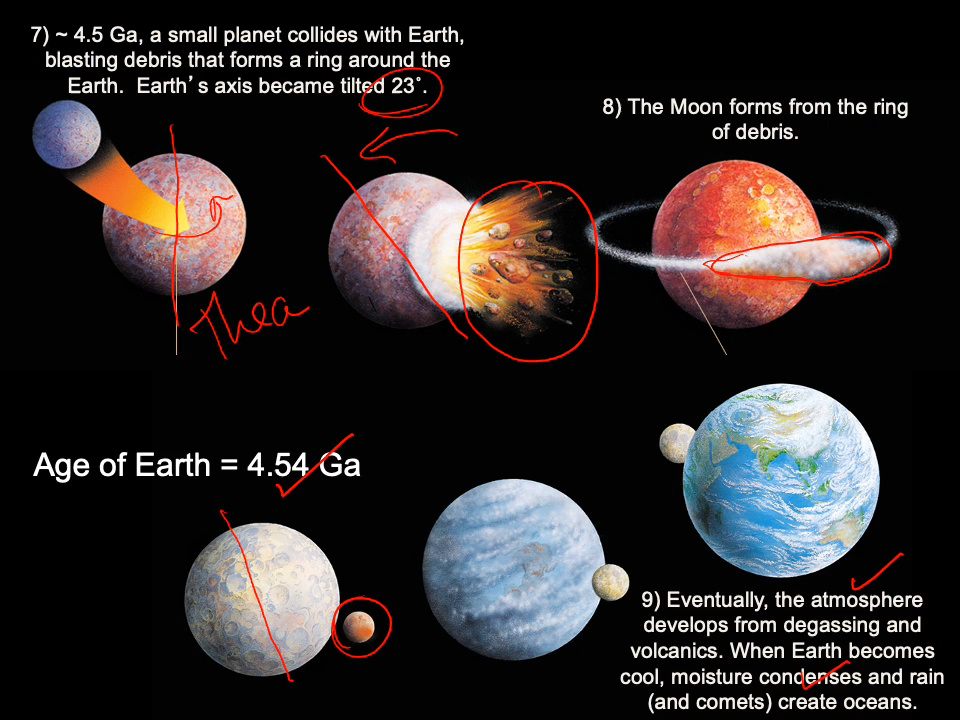 7) ~ 4.5 Ga, a small planet collides with Earth,
blasting debris that forms a ring around the
Earth.  Earth’s axis became tilted 23˚.
8) The Moon forms from the ring
of debris.
Thea
Age of Earth = 4.54 Ga
9) Eventually, the atmosphere
develops from degassing and
volcanics. When Earth becomes
cool, moisture condenses and rain
(and comets) create oceans.